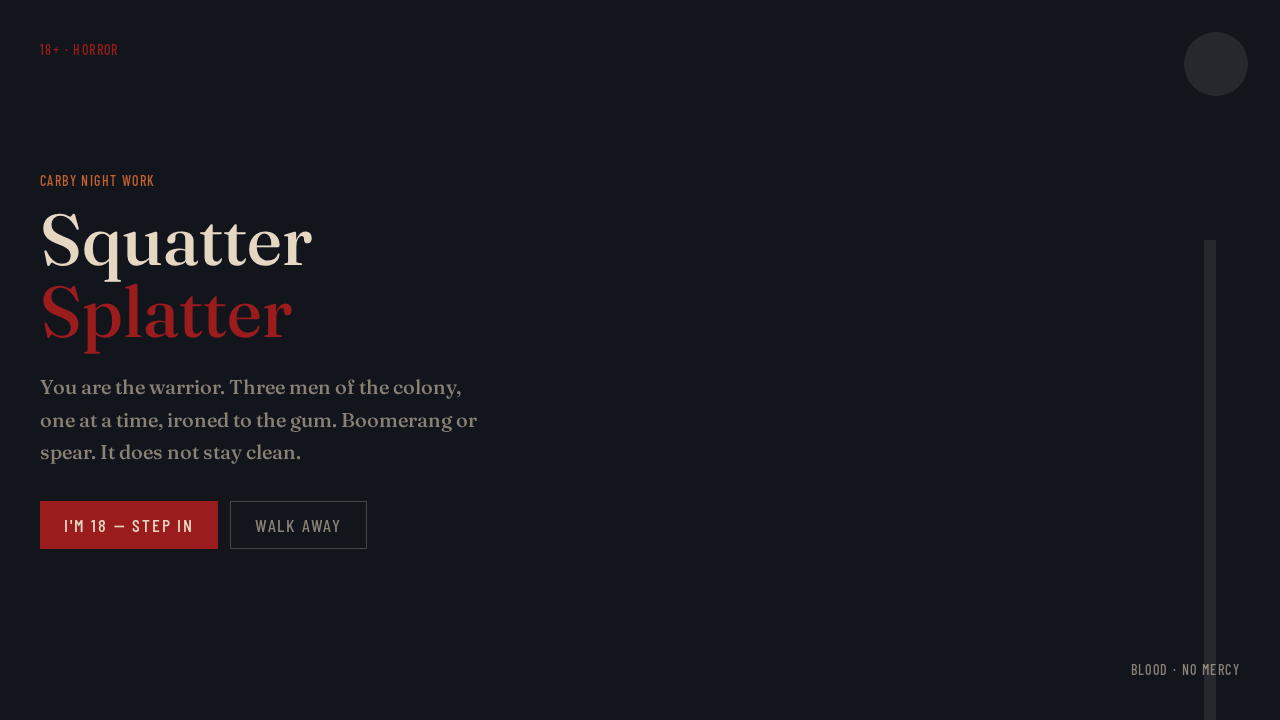 18+ · HORROR
CARBY NIGHT WORK
Squatter
Splatter
You are the warrior. Three men of the colony,
one at a time, ironed to the gum. Boomerang or
spear. It does not stay clean.
I'M 18 — STEP IN
WALK AWAY
BLOOD · NO MERCY